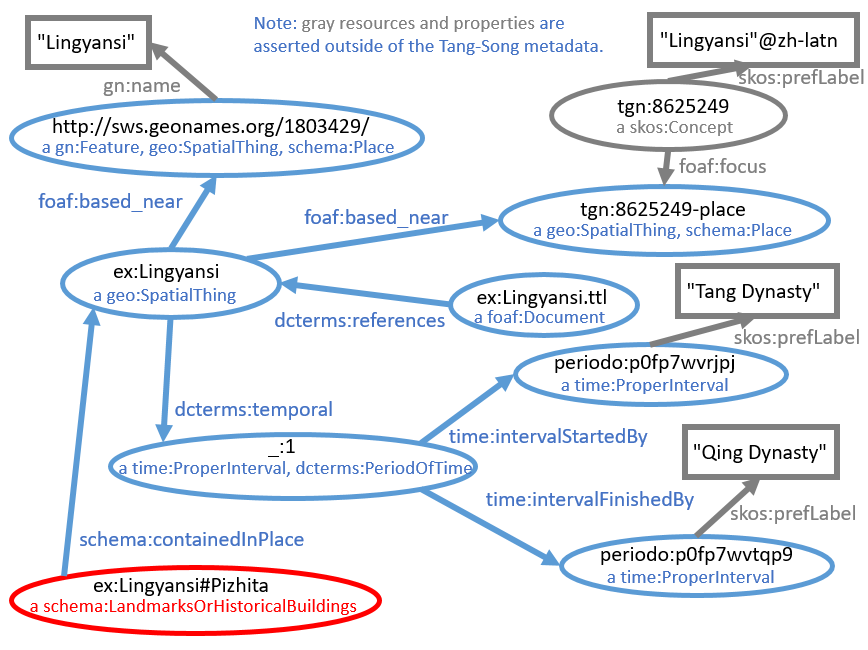 "Lingyansi"
Note: gray resources and properties are
asserted outside of the Tang-Song metadata.
"Lingyansi"@zh-latn
gn:name
skos:prefLabel
tgn:8625249
a skos:Concept
http://sws.geonames.org/1803429/
a gn:Feature, geo:SpatialThing, schema:Place
foaf:focus
foaf:based_near
foaf:based_near
tgn:8625249-place
a geo:SpatialThing, schema:Place
ex:Lingyansi
a geo:SpatialThing
ex:Lingyansi.ttl
a foaf:Document
dcterms:references
"Tang Dynasty"
skos:prefLabel
periodo:p0fp7wvrjpj
a time:ProperInterval
dcterms:temporal
time:intervalStartedBy
_:1
a time:ProperInterval, dcterms:PeriodOfTime
"Qing Dynasty"
time:intervalFinishedBy
skos:prefLabel
schema:containedInPlace
periodo:p0fp7wvtqp9
a time:ProperInterval
ex:Lingyansi#Pizhita
a schema:LandmarksOrHistoricalBuildings